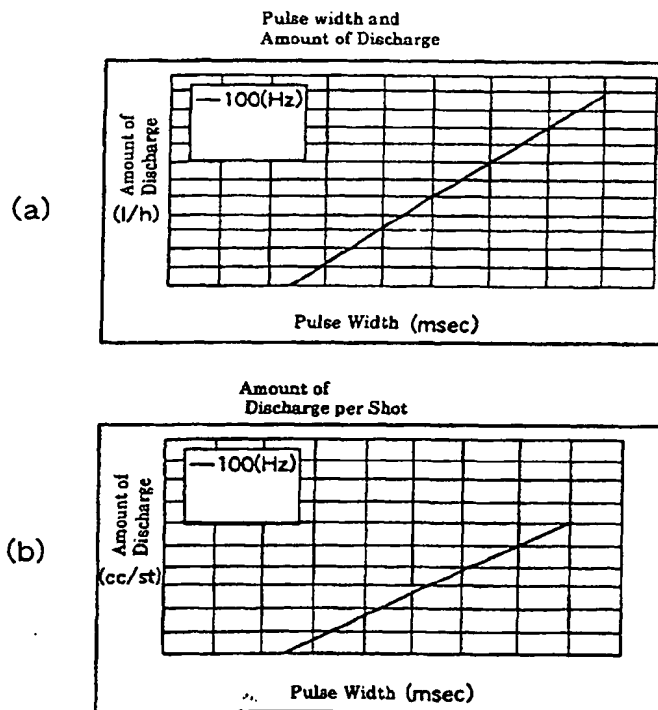 Pulse width and
Amount of Discharge
(a)
100(Hz)
Amount of
Discharge
(l/h)
Pulse Width (msec)
Amount of
Discharge per Shot
(b)
100(Hz)
Amount of
Discharge
(cc/st)
Pulse Width (msec)